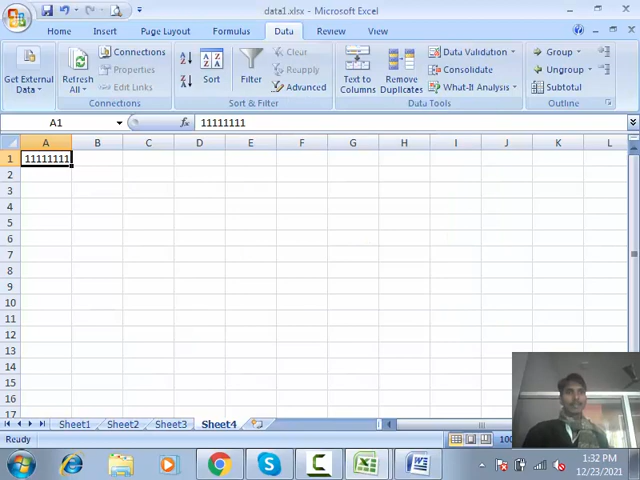 data1.xlsx - Microsoft Excel
Home Insert Page Layout Formulas Data Review View
Get External Data
Refresh All
Connections
Properties
Edit Links
Connections
Sort
Filter
Clear
Reapply
Advanced
Sort & Filter
Text to Columns
Remove Duplicates
Data Validation
Consolidate
What-If Analysis
Data Tools
Group
Ungroup
Subtotal
Outline
A1 fx 11111111
A B C D E F G H I J K L
1 11111111
2
3
4
5
6
7
8
9
10
11
12
13
14
15
16
17
Sheet1 Sheet2 Sheet3 Sheet4
Ready
1:32 PM
12/23/2021